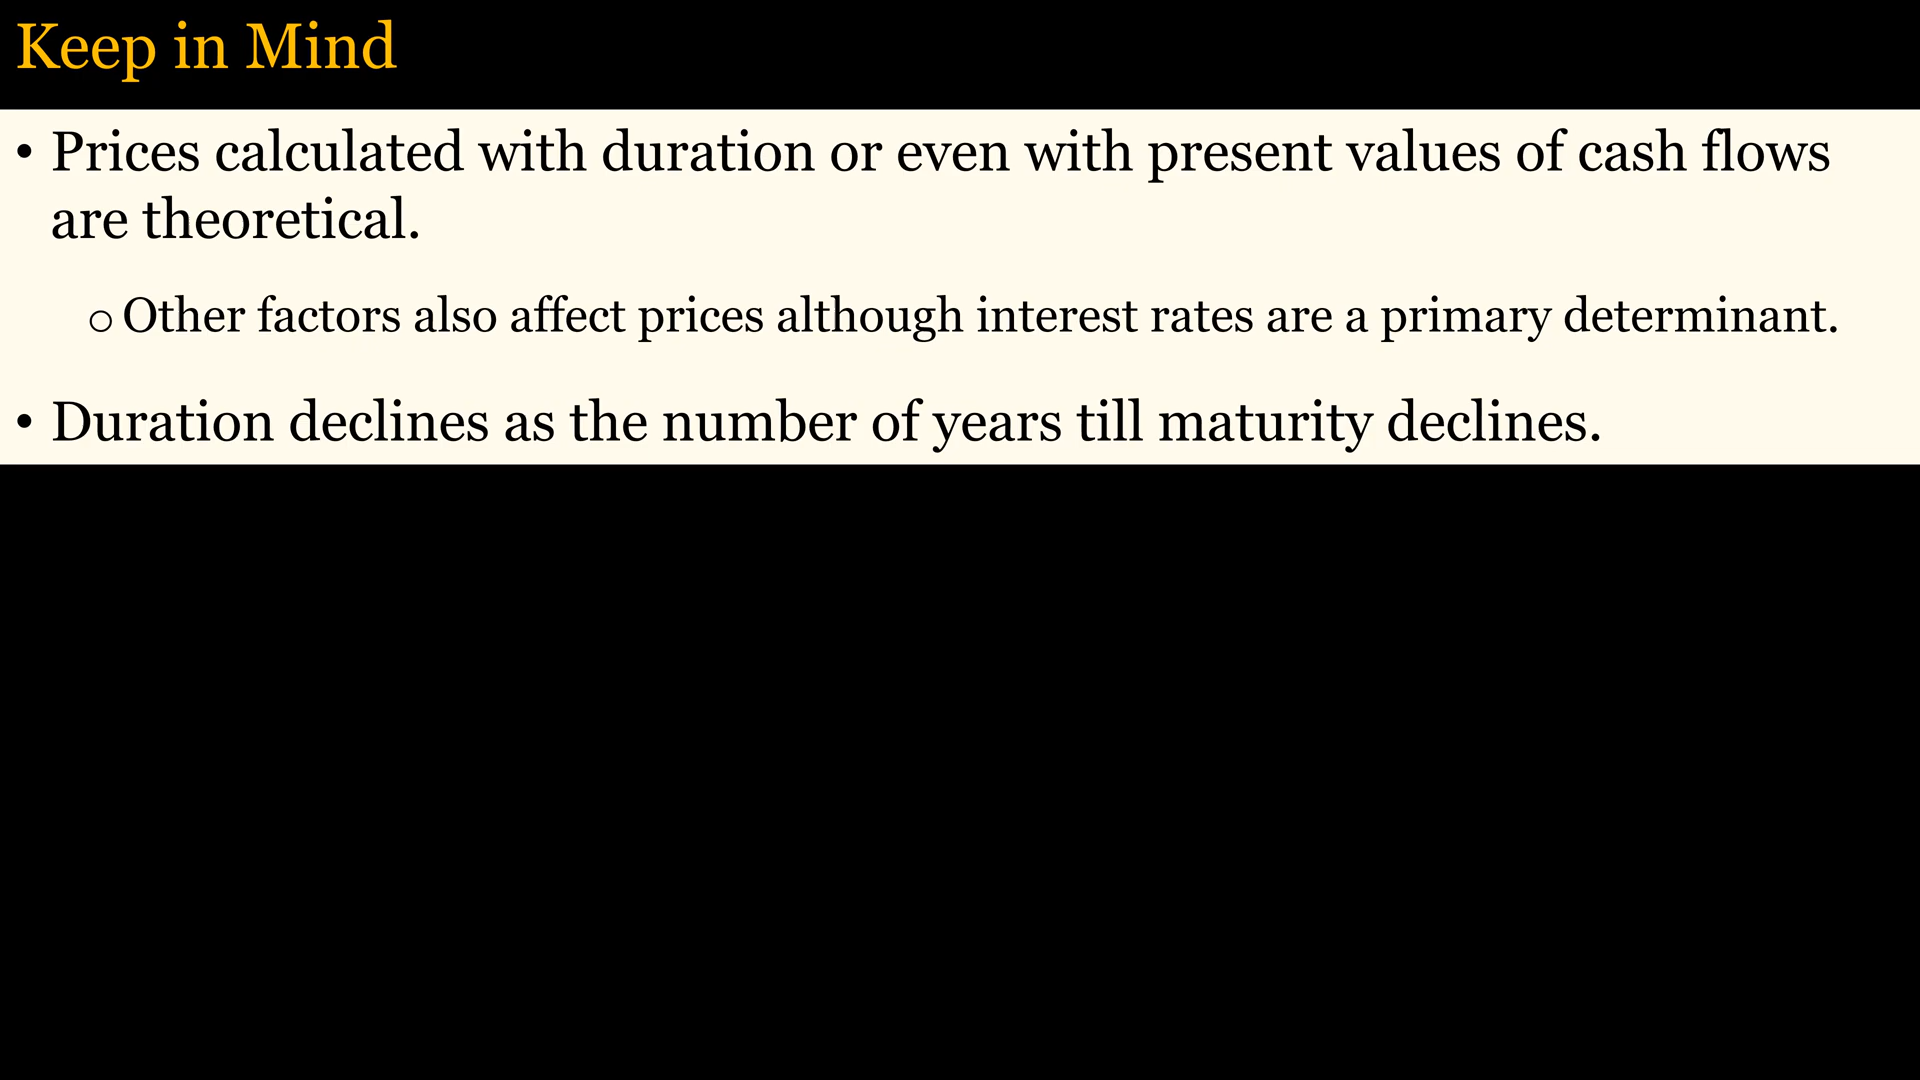 Keep in Mind
• Prices calculated with duration or even with present values of cash flows
are theoretical.
o Other factors also affect prices although interest rates are a primary determinant.
• Duration declines as the number of years till maturity declines.